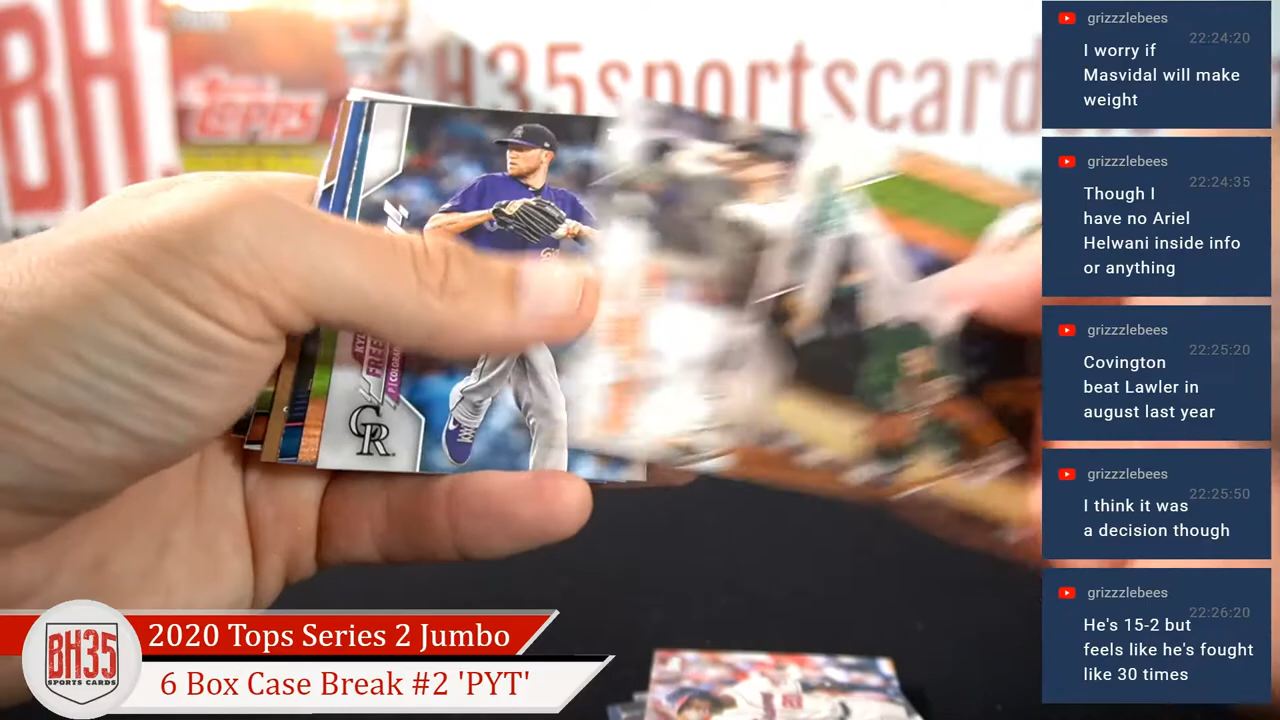 BH
TOPPS
BH35sportscard
FREE
CR
grizzzlebees
22:24:20
I worry if
Masvidal will make
weight
grizzzlebees
22:24:35
Though I
have no Ariel
Helwani inside info
or anything
grizzzlebees
22:25:20
Covington
beat Lawler in
august last year
grizzzlebees
22:25:50
I think it was
a decision though
grizzzlebees
22:26:20
He's 15-2 but
feels like he's fought
like 30 times
BH35
SPORTS CARDS
2020 Tops Series 2 Jumbo
6 Box Case Break #2 'PYT'